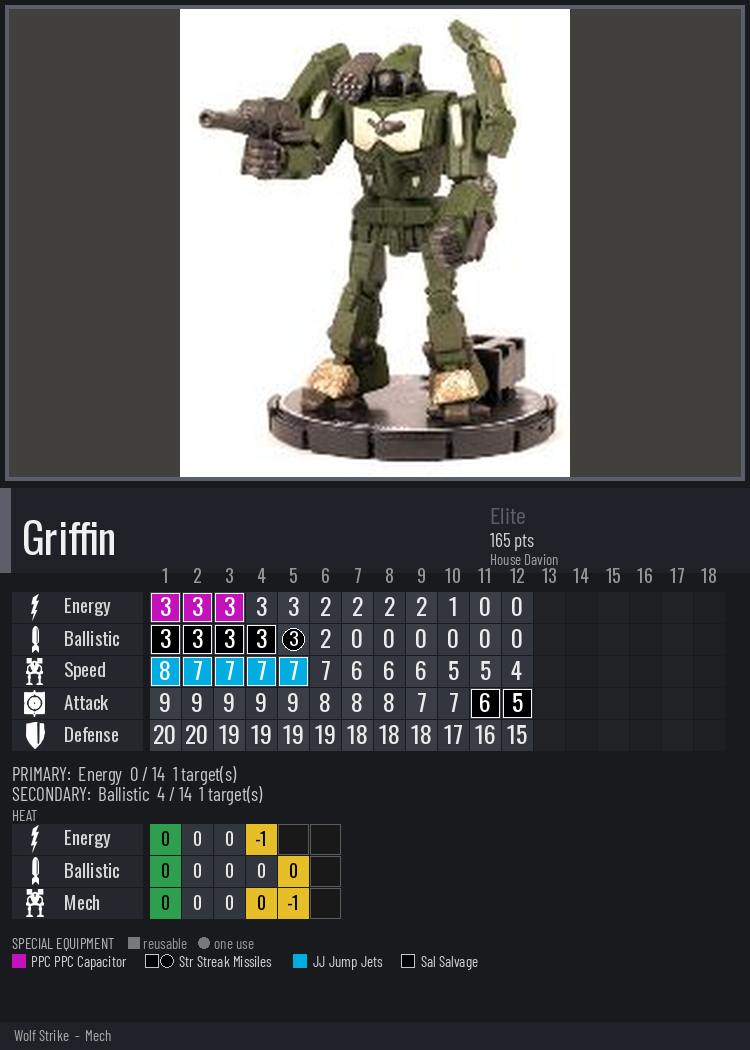 Griffin
Elite
165 pts
House Davion
1 2 3 4 5 6 7 8 9 10 11 12 13 14 15 16 17 18
Energy 3 3 3 3 3 2 2 2 2 1 0 0
Ballistic 3 3 3 3 3 2 0 0 0 0 0 0
Speed 8 7 7 7 7 7 6 6 6 5 5 4
Attack 9 9 9 9 9 8 8 8 7 7 6 5
Defense 20 20 19 19 19 19 18 18 18 17 16 15
PRIMARY: Energy 0 / 14 1 target(s)
SECONDARY: Ballistic 4 / 14 1 target(s)
HEAT
Energy 0 0 0 -1
Ballistic 0 0 0 0 0
Mech 0 0 0 0 -1
SPECIAL EQUIPMENT reusable one use
PPC PPC Capacitor Str Streak Missiles JJ Jump Jets Sal Salvage
Wolf Strike - Mech